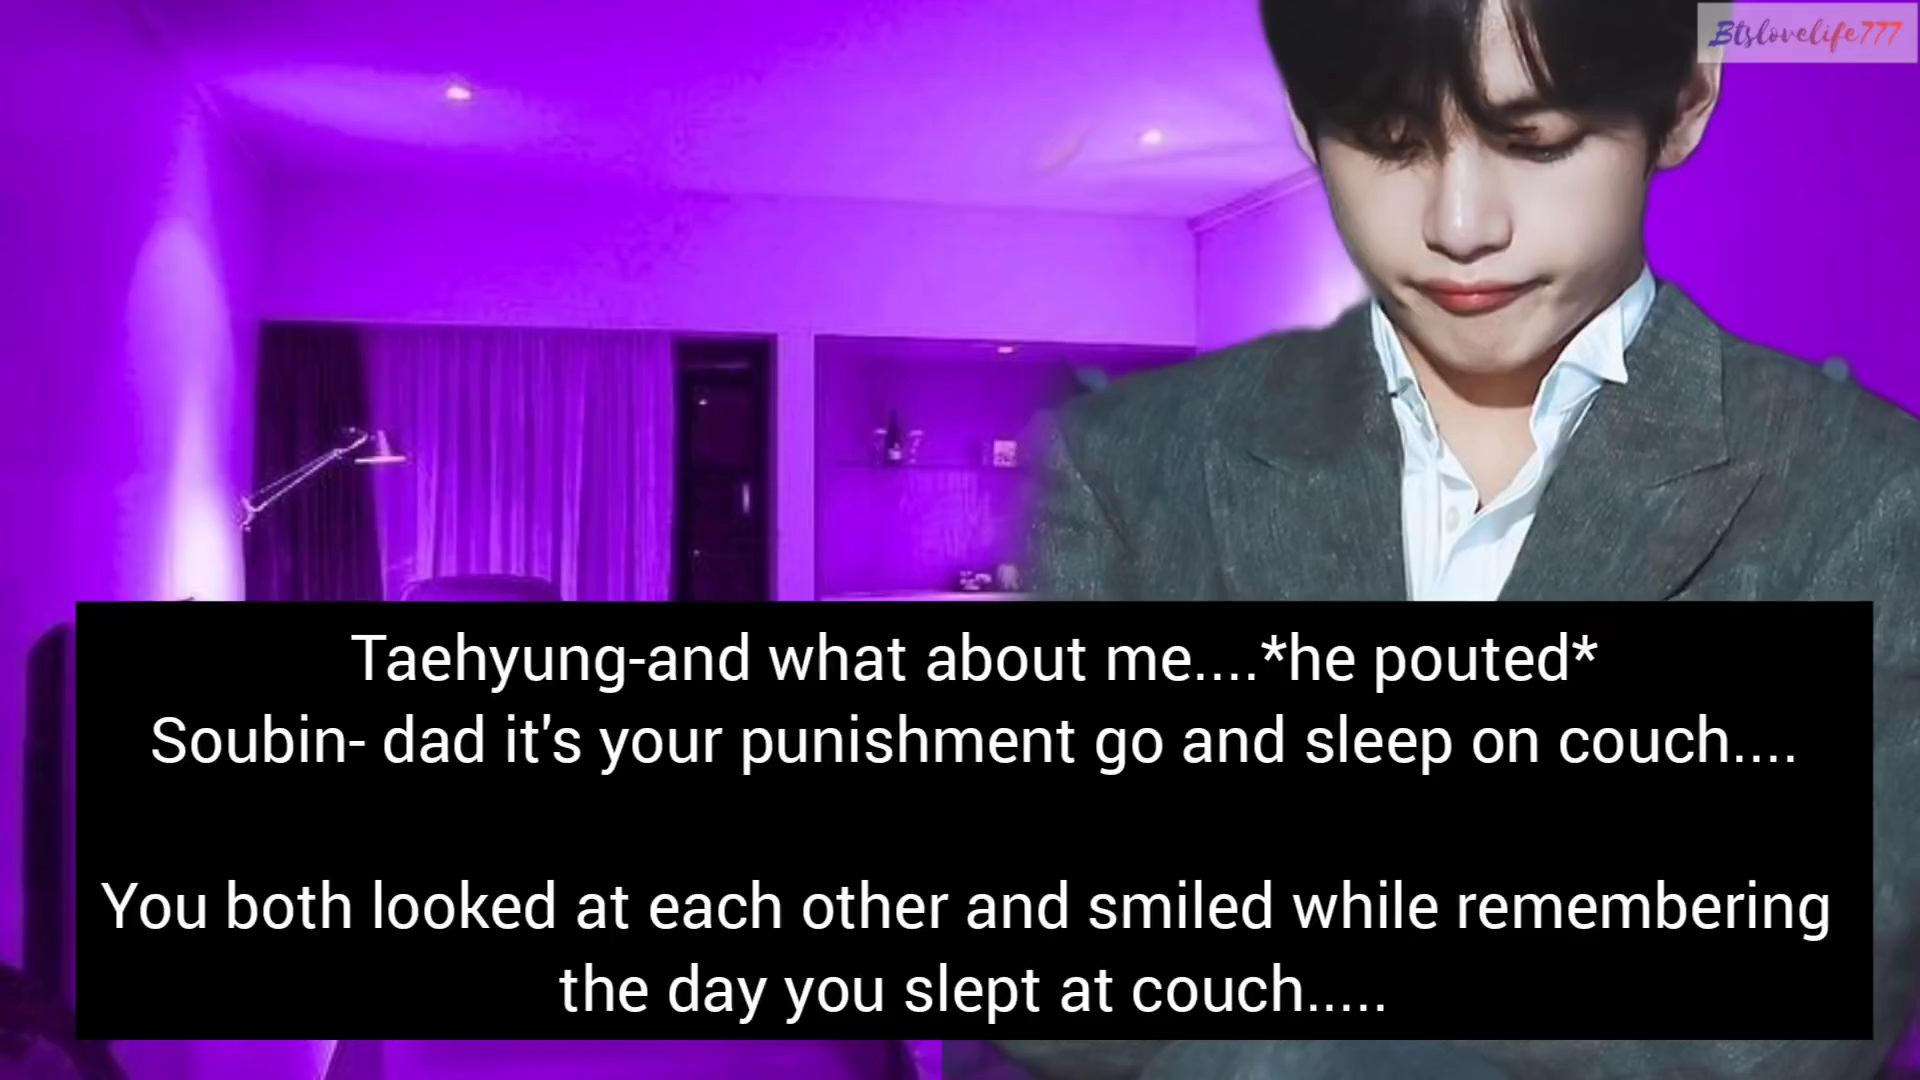 Btslovelife777
Taehyung-and what about me....*he pouted*
Soubin- dad it's your punishment go and sleep on couch....
You both looked at each other and smiled while remembering
the day you slept at couch.....